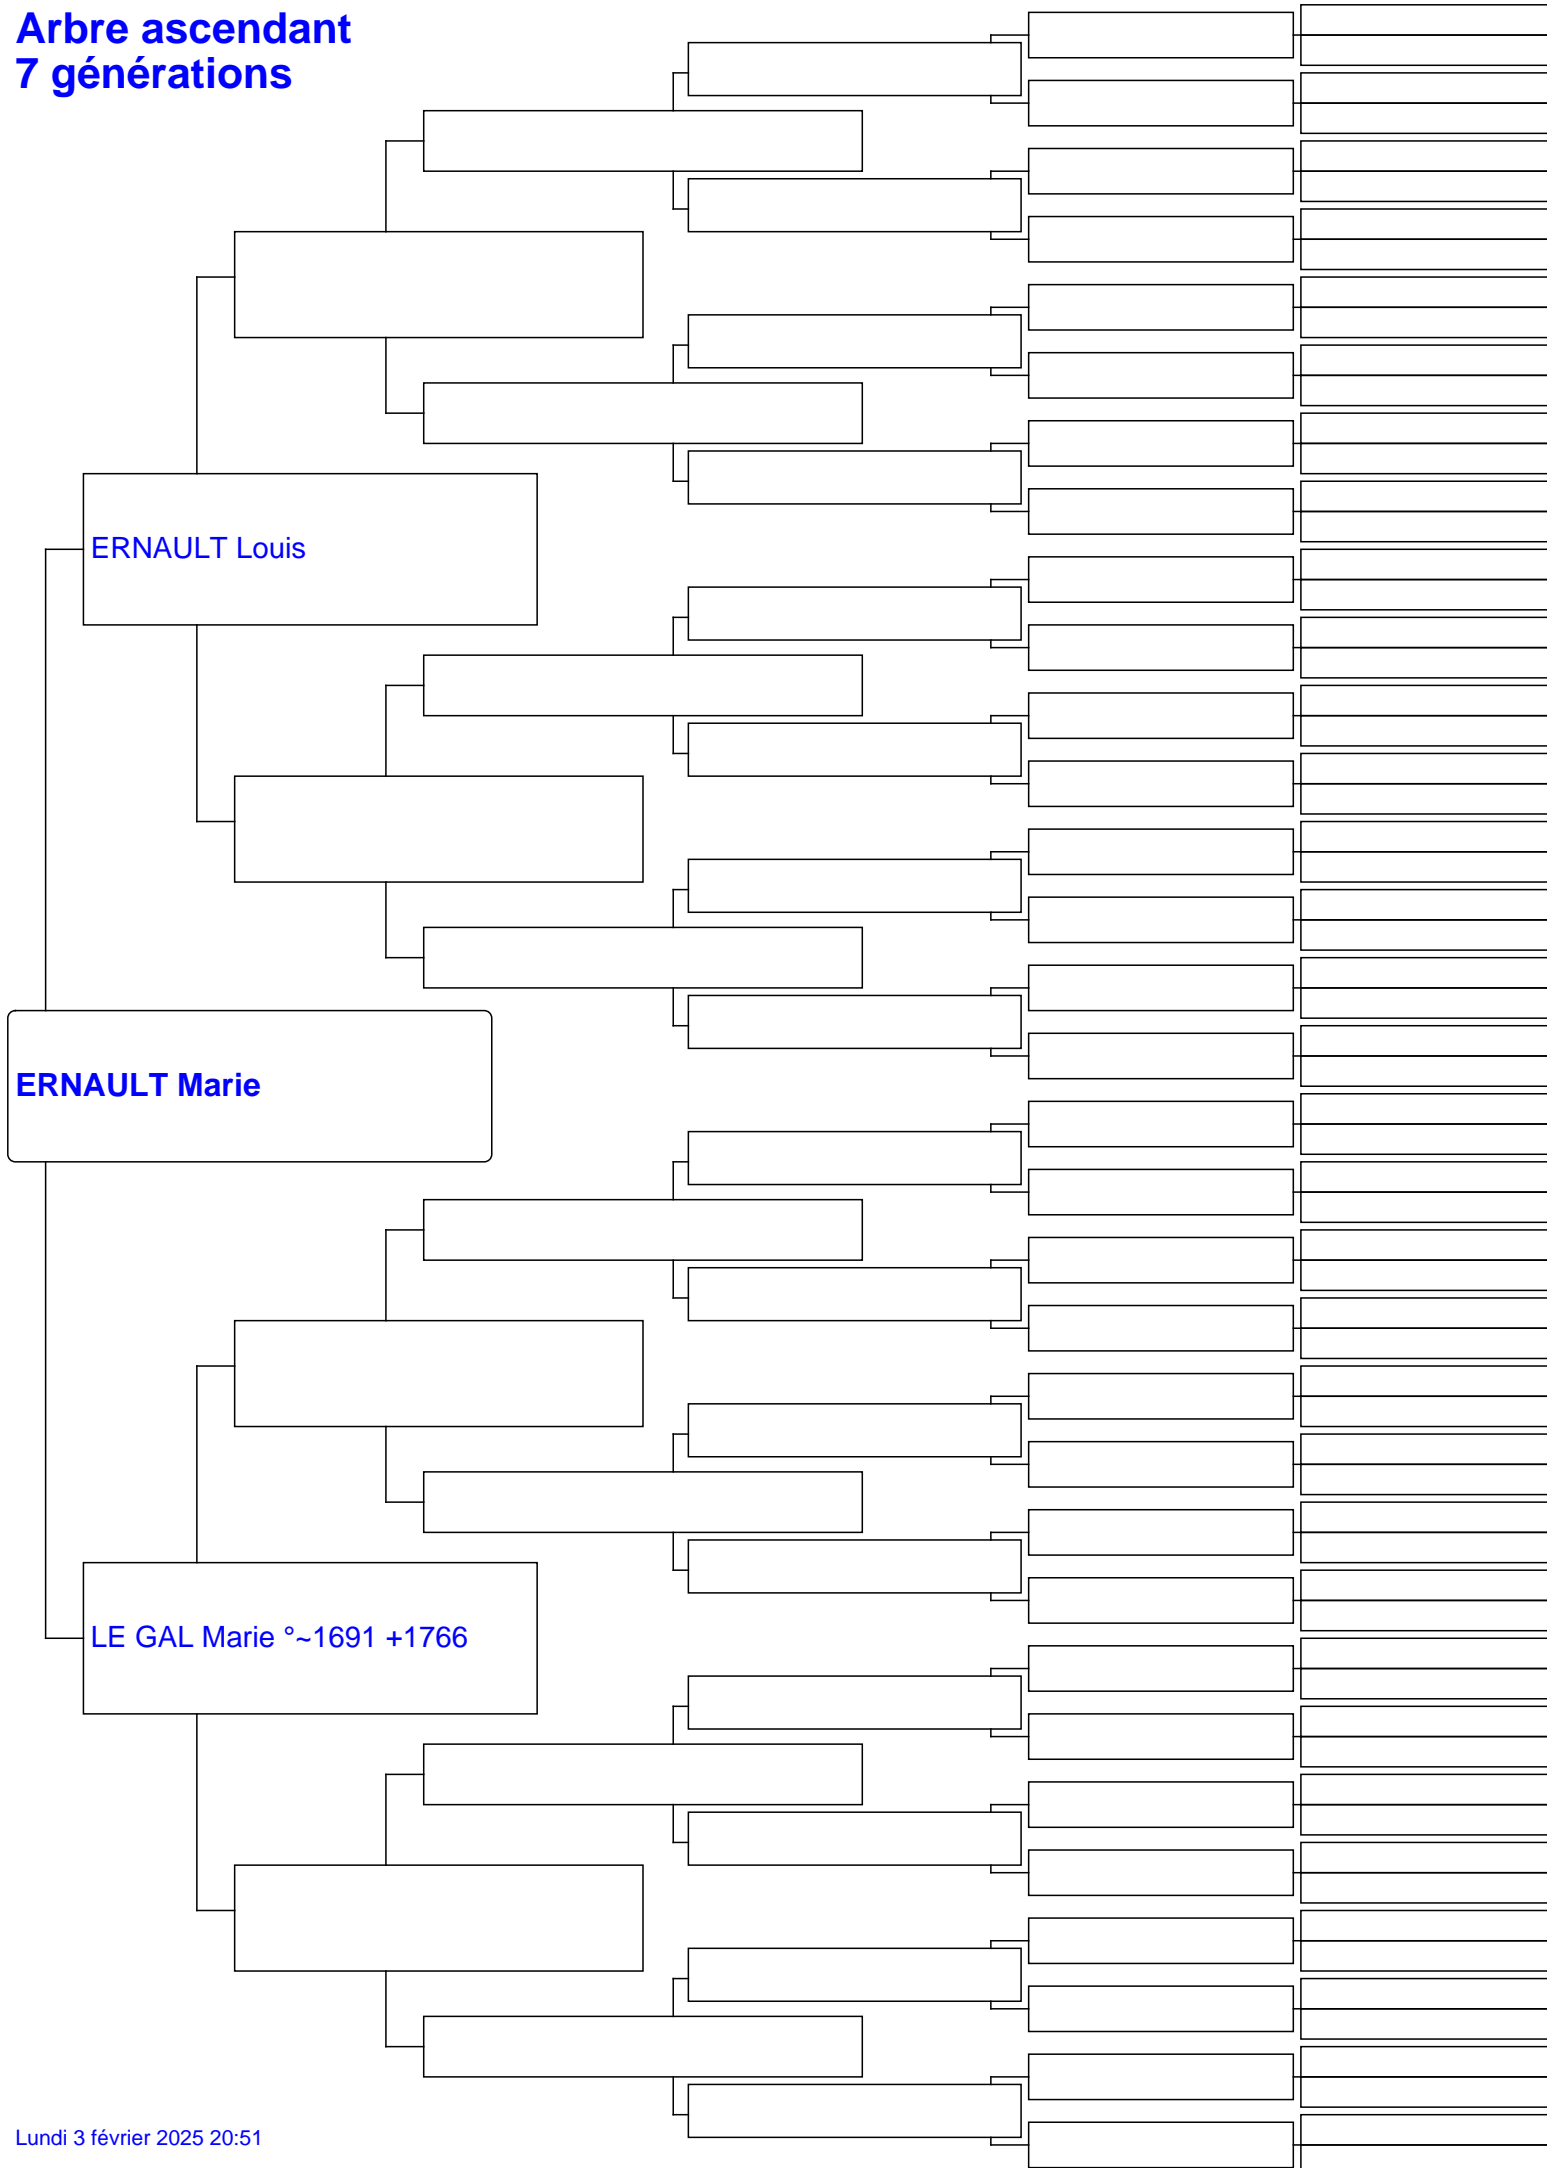 Arbre ascendant
7 générations
ERNAULT Louis
ERNAULT Marie
LE GAL Marie °~1691 +1766
Lundi 3 février 2025 20:51